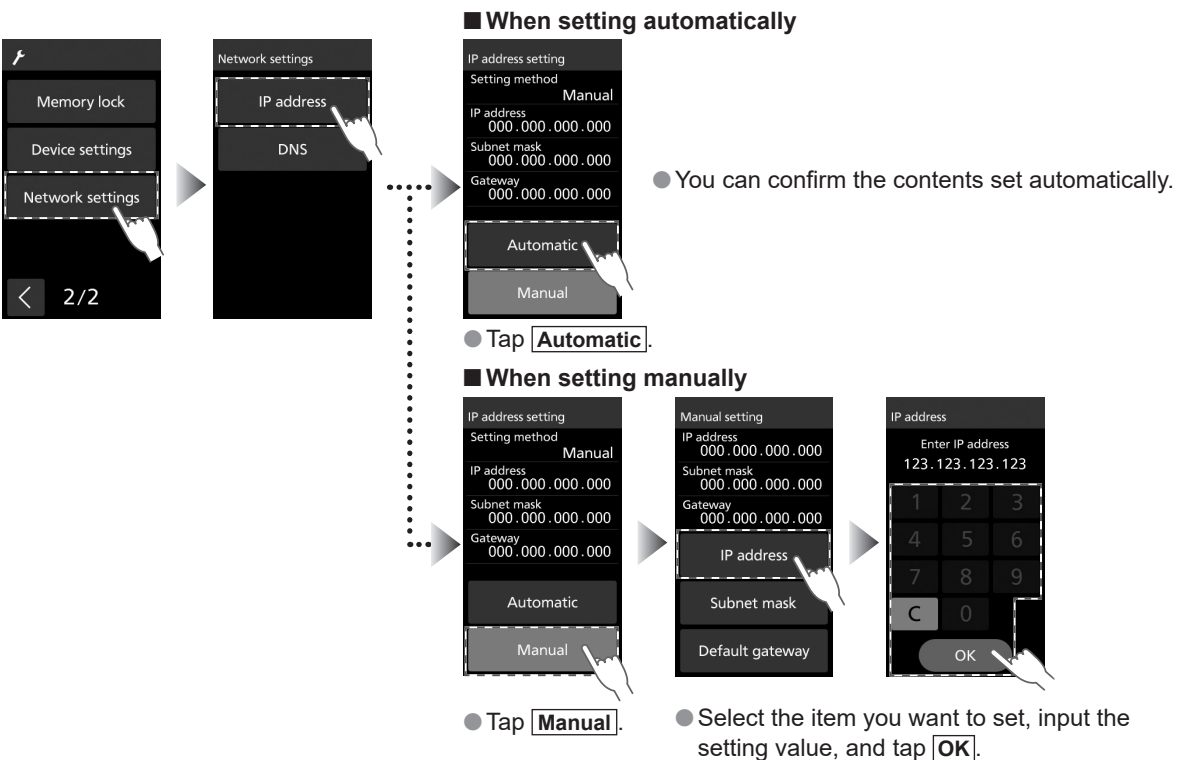 ■ When setting automatically
Memory lock
Device settings
Network settings
2/2
Network settings
IP address
DNS
IP address setting
Setting method
Manual
IP address
000.000.000.000
Subnet mask
000.000.000.000
Gateway
000.000.000.000
Automatic
Manual
● You can confirm the contents set automatically.
● Tap Automatic.
■ When setting manually
IP address setting
Setting method
Manual
IP address
000.000.000.000
Subnet mask
000.000.000.000
Gateway
000.000.000.000
Automatic
Manual
Manual setting
IP address
000.000.000.000
Subnet mask
000.000.000.000
Gateway
000.000.000.000
IP address
Subnet mask
Default gateway
IP address
Enter IP address
123.123.123.123
1 2 3
4 5 6
7 8 9
C 0
OK
● Tap Manual.
● Select the item you want to set, input the
setting value, and tap OK.